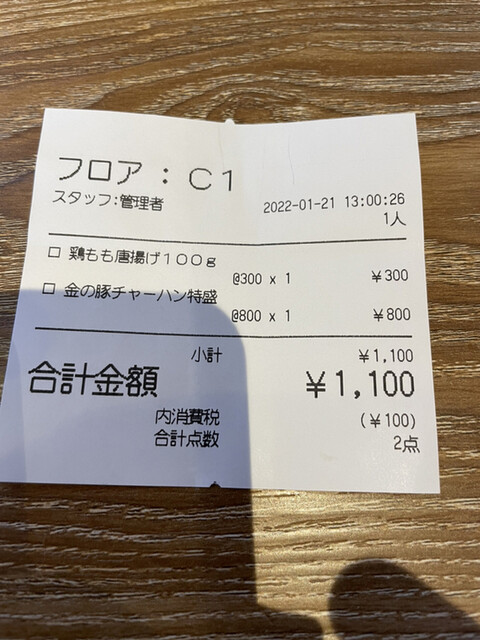 フロア：C1
スタッフ:管理者 2022-01-21 13:00:26
1人
□ 鶏もも唐揚げ１００ｇ
@300 x 1 ¥300
□ 金の豚チャーハン特盛
@800 x 1 ¥800
小計 ¥1,100
合計金額 ¥1,100
内消費税 (¥100)
合計点数 2点